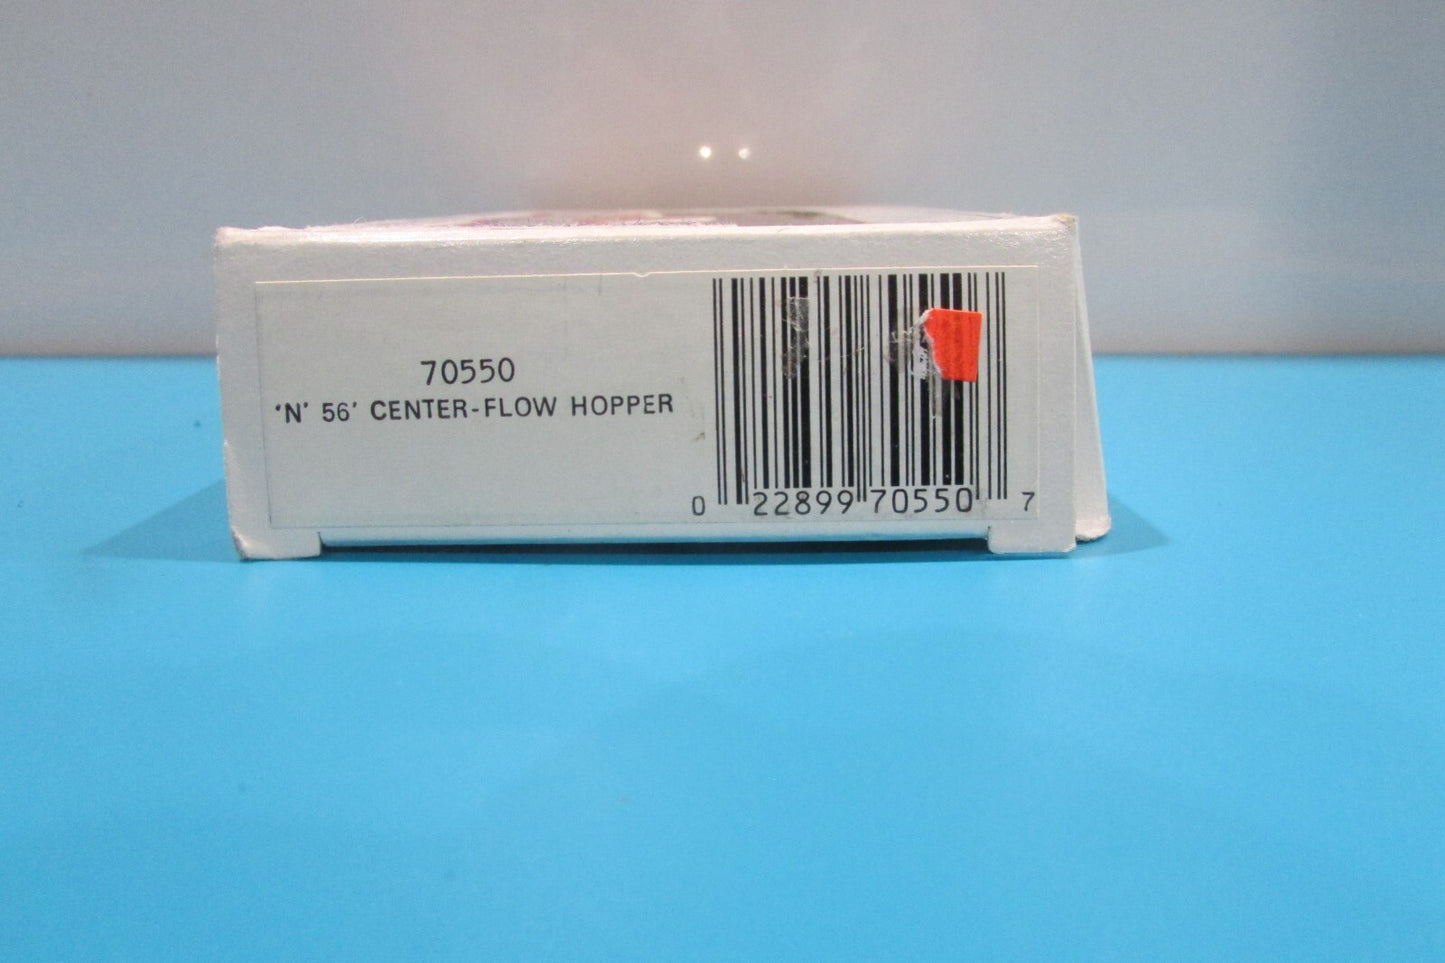 70550
'N' 56' CENTER-FLOW HOPPER
0 22899 70550 7